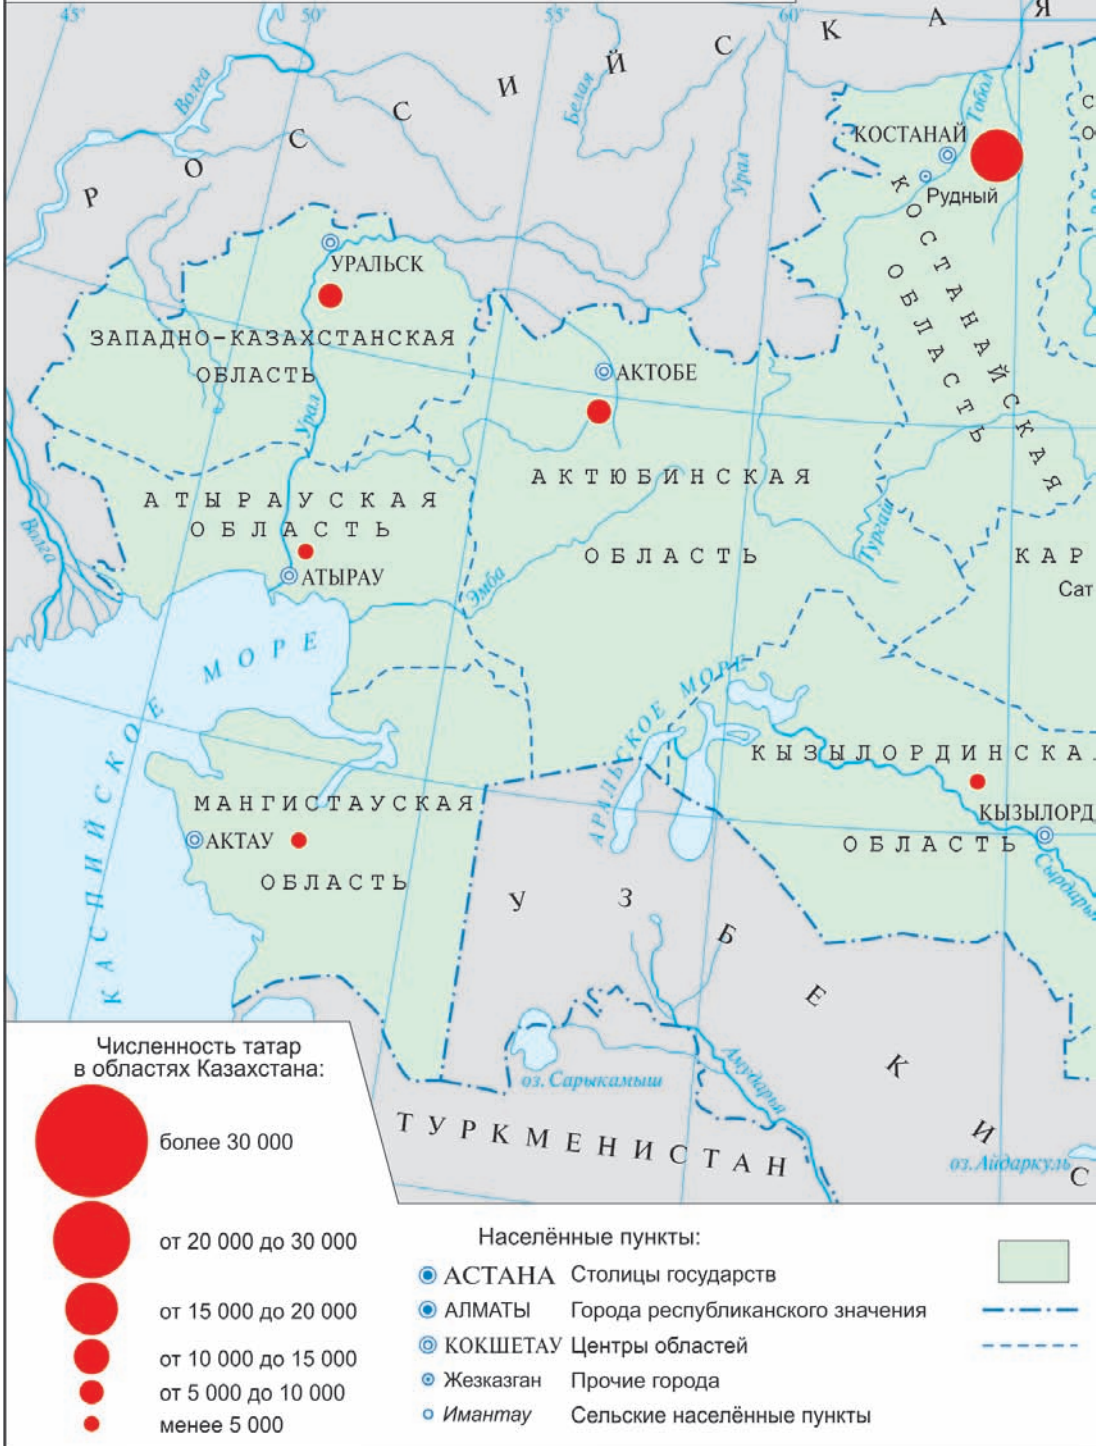 45° 50° 55° 60°
РОССИЙСКАЯ
Волга
Белая
Урал
Тобол
С
О
КОСТАНАЙ
Рудный
КОСТАНАЙСКАЯ
ОБЛАСТЬ
УРАЛЬСК
ЗАПАДНО-КАЗАХСТАНСКАЯ
ОБЛАСТЬ
Урал
АКТОБЕ
АКТЮБИНСКАЯ
ОБЛАСТЬ
Тургай
АТЫРАУСКАЯ
ОБЛАСТЬ
АТЫРАУ
Волга
Эмба
КАР
Сат
КАСПИЙСКОЕ МОРЕ
АРАЛЬСКОЕ МОРЕ
КЫЗЫЛОРДИНСКА
КЫЗЫЛОРД
ОБЛАСТЬ
Сырдарья
МАНГИСТАУСКАЯ
АКТАУ
ОБЛАСТЬ
УЗБЕКИС
оз.Сарыкамыш
Амударья
ТУРКМЕНИСТАН
оз.Айдаркуль
Численность татар
в областях Казахстана:
более 30 000
от 20 000 до 30 000
от 15 000 до 20 000
от 10 000 до 15 000
от 5 000 до 10 000
менее 5 000
Населённые пункты:
АСТАНА Столицы государств
АЛМАТЫ Города республиканского значения
КОКШЕТАУ Центры областей
Жезказган Прочие города
Имантау Сельские населённые пункты